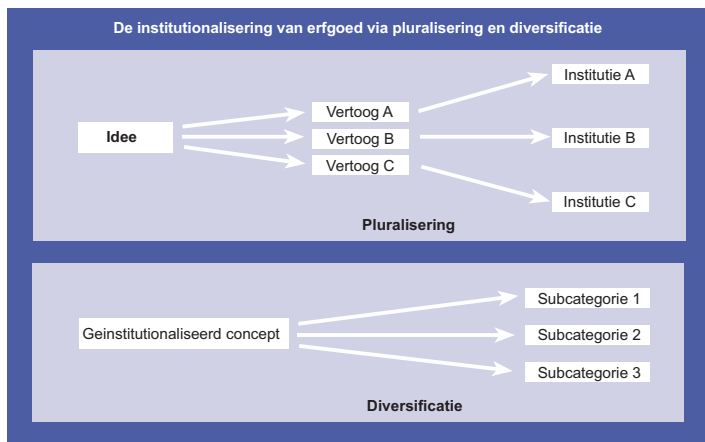 De institutionalisering van erfgoed via pluralisering en diversificatie
Idee
Vertoog A
Vertoog B
Vertoog C
Institutie A
Institutie B
Institutie C
Pluralisering
Geinstitutionaliseerd concept
Subcategorie 1
Subcategorie 2
Subcategorie 3
Diversificatie